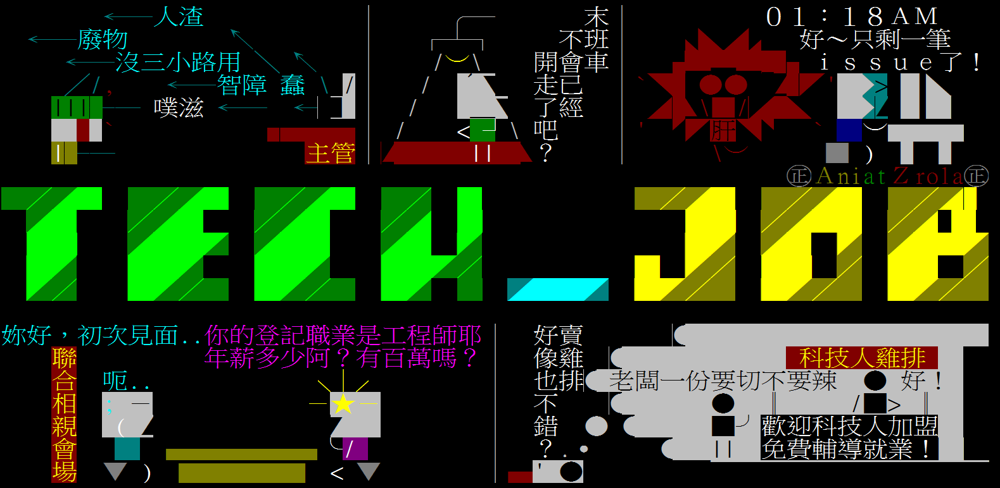 人渣
廢物
沒三小路用
智障 蠢
噗滋
主管
末班車已經
不會開走了吧？
01：18AM
好～只剩一筆
issue了！
肝
㊣AniatZrola㊣
TECH_JOB
妳好，初次見面..
你的登記職業是工程師耶
年薪多少阿？有百萬嗎？
聯合相親會場
呃..
好像也不錯？
賣雞排
科技人雞排
老闆一份要切不要辣
好！
歡迎科技人加盟
免費輔導就業！